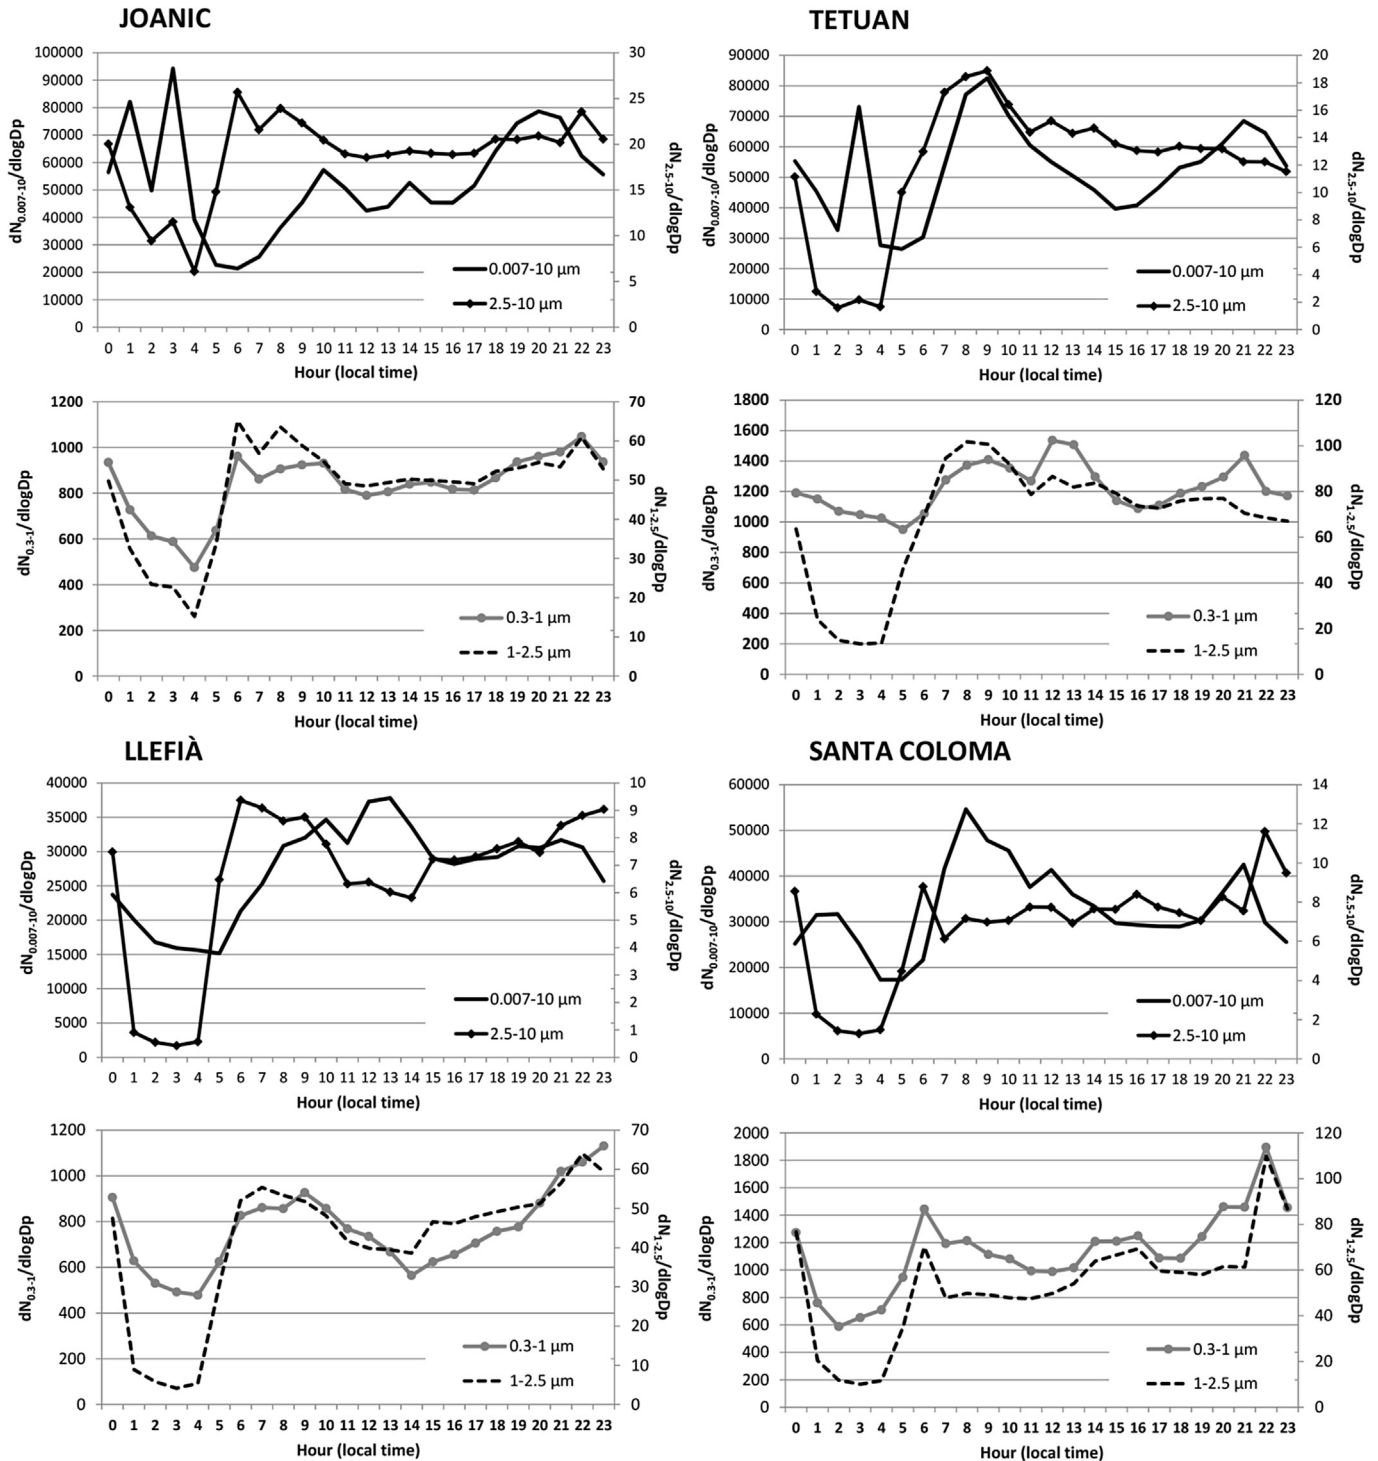 JOANIC
100000
90000
80000
70000
60000
50000
40000
30000
20000
10000
0
dN0.007-10/dlogDp
30
25
20
15
10
5
0
dN2.5-10/dlogDp
0.007-10 µm
2.5-10 µm
0 1 2 3 4 5 6 7 8 9 10 11 12 13 14 15 16 17 18 19 20 21 22 23
Hour (local time)
1200
1000
800
600
400
200
0
dN0.3-1/dlogDp
70
60
50
40
30
20
10
0
dN1-2.5/dlogDp
0.3-1 µm
1-2.5 µm
0 1 2 3 4 5 6 7 8 9 10 11 12 13 14 15 16 17 18 19 20 21 22 23
Hour (local time)
TETUAN
90000
80000
70000
60000
50000
40000
30000
20000
10000
0
dN0.007-10/dlogDp
20
18
16
14
12
10
8
6
4
2
0
dN2.5-10/dlogDp
0.007-10 µm
2.5-10 µm
0 1 2 3 4 5 6 7 8 9 10 11 12 13 14 15 16 17 18 19 20 21 22 23
Hour (local time)
1800
1600
1400
1200
1000
800
600
400
200
0
dN0.3-1/dlogDp
120
100
80
60
40
20
0
dN1-2.5/dlogDp
0.3-1 µm
1-2.5 µm
0 1 2 3 4 5 6 7 8 9 10 11 12 13 14 15 16 17 18 19 20 21 22 23
Hour (local time)
LLEFIÀ
40000
35000
30000
25000
20000
15000
10000
5000
0
dN0.007-10/dlogDp
10
9
8
7
6
5
4
3
2
1
0
dN2.5-10/dlogDp
0.007-10 µm
2.5-10 µm
0 1 2 3 4 5 6 7 8 9 10 11 12 13 14 15 16 17 18 19 20 21 22 23
Hour (local time)
1200
1000
800
600
400
200
0
dN0.3-1/dlogDp
70
60
50
40
30
20
10
0
dN1-2.5/dlogDp
0.3-1 µm
1-2.5 µm
0 1 2 3 4 5 6 7 8 9 10 11 12 13 14 15 16 17 18 19 20 21 22 23
Hour (local time)
SANTA COLOMA
60000
50000
40000
30000
20000
10000
0
dN0.007-10/dlogDp
14
12
10
8
6
4
2
0
dN2.5-10/dlogDp
0.007-10 µm
2.5-10 µm
0 1 2 3 4 5 6 7 8 9 10 11 12 13 14 15 16 17 18 19 20 21 22 23
Hour (local time)
2000
1800
1600
1400
1200
1000
800
600
400
200
0
dN0.3-1/dlogDp
120
100
80
60
40
20
0
dN1-2.5/dlogDp
0.3-1 µm
1-2.5 µm
0 1 2 3 4 5 6 7 8 9 10 11 12 13 14 15 16 17 18 19 20 21 22 23
Hour (local time)